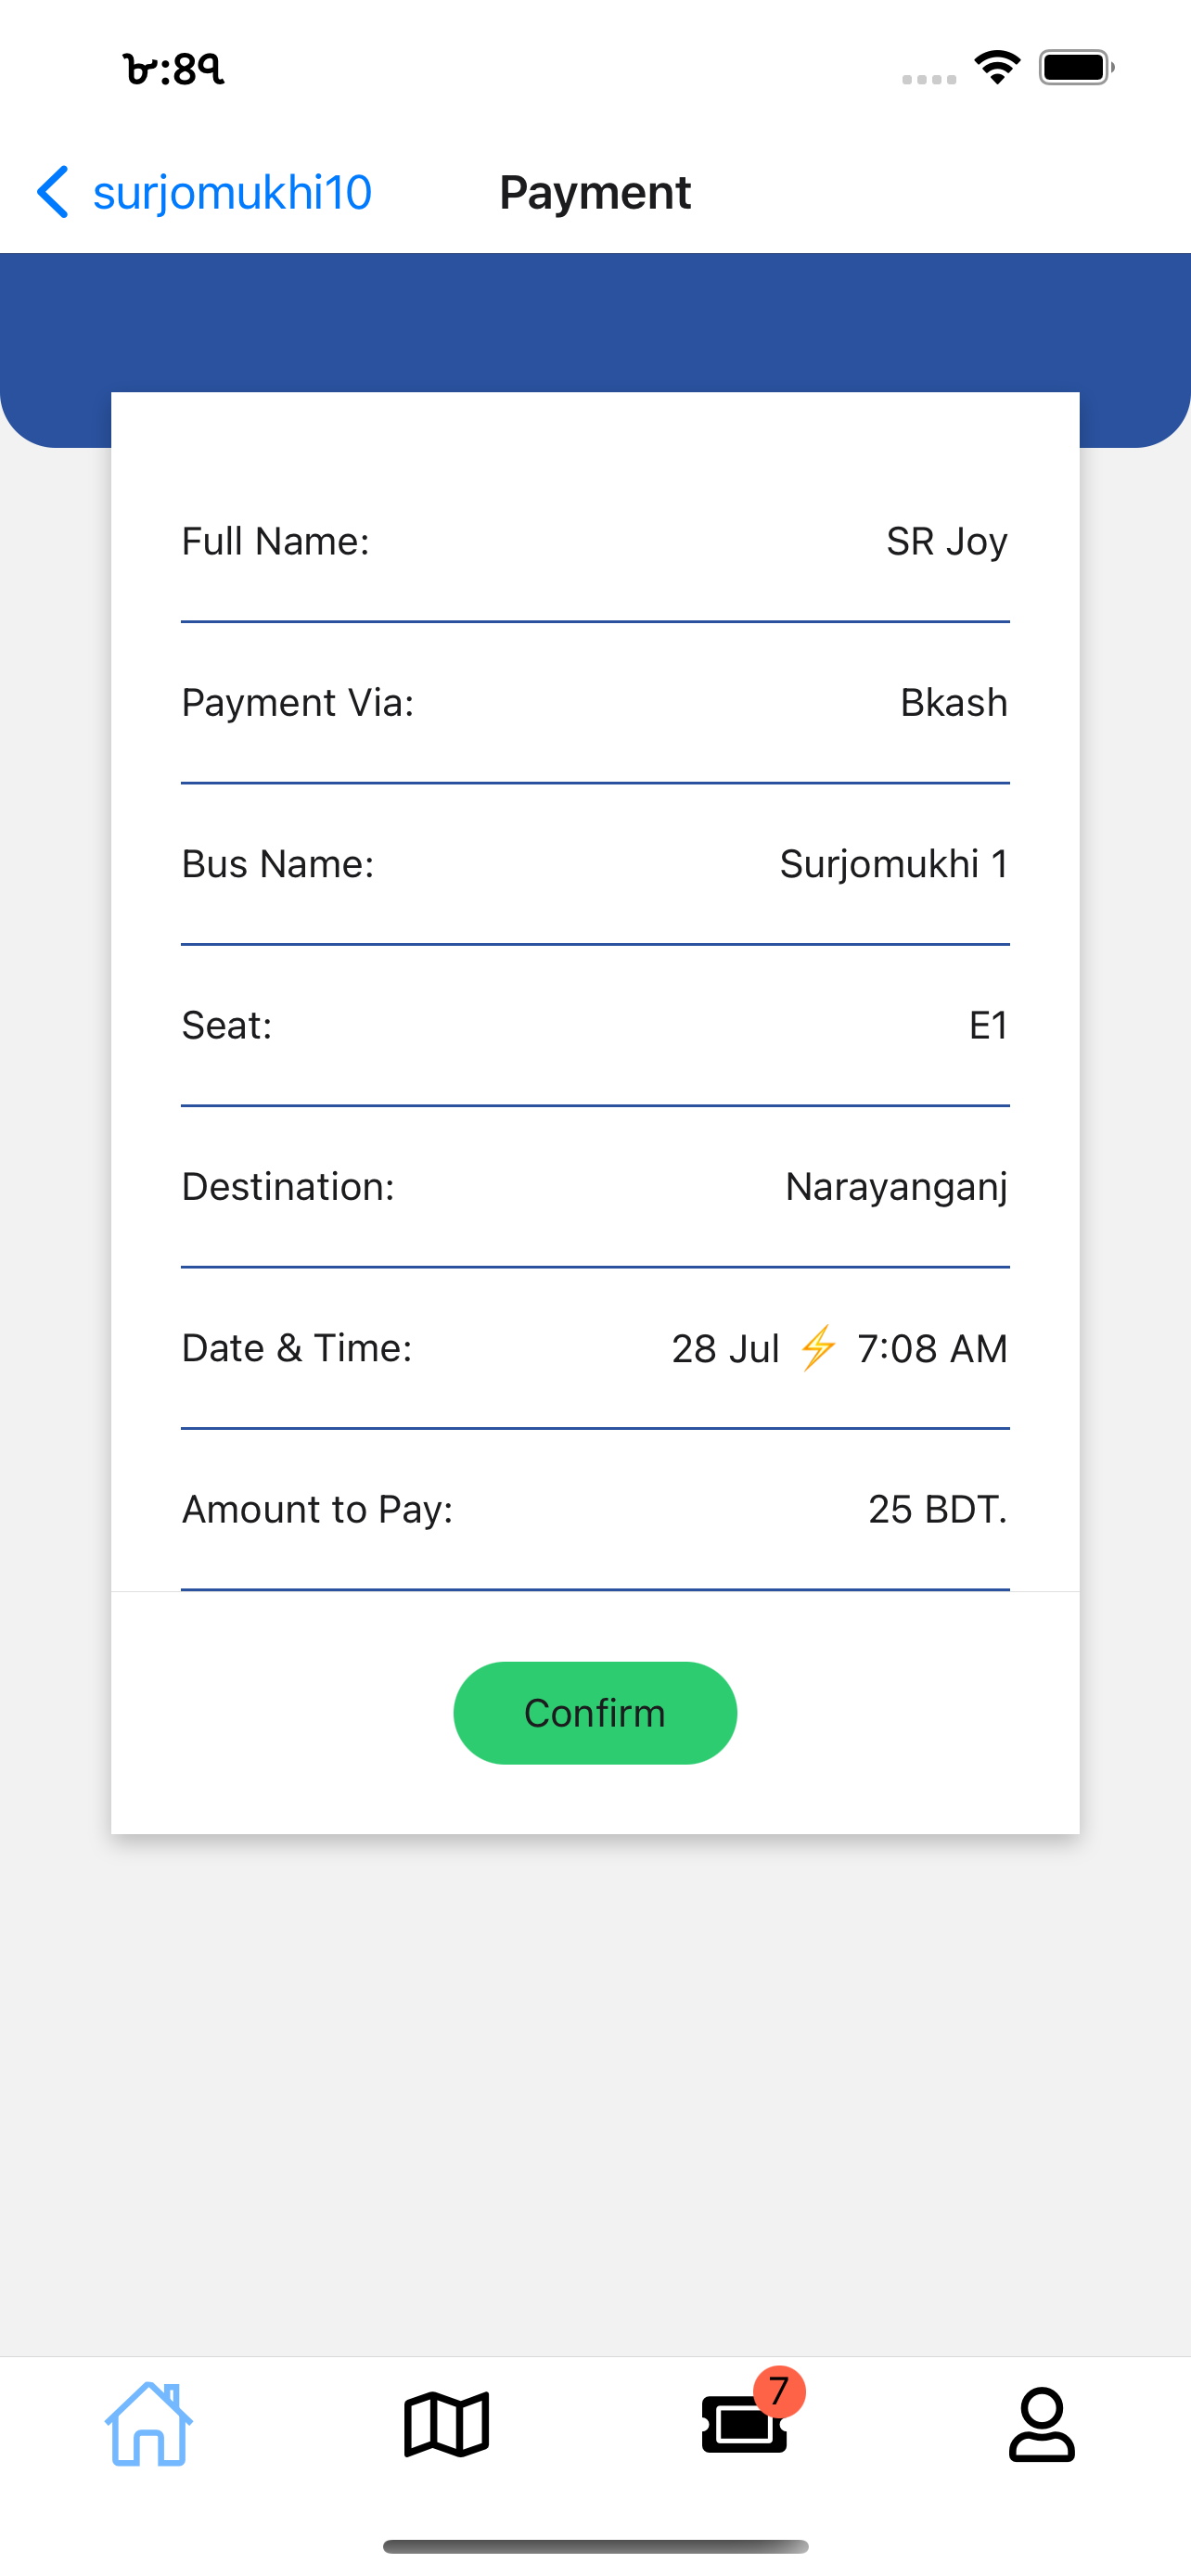 ৮:৪৭
surjomukhi10 Payment
Full Name: SR Joy
Payment Via: Bkash
Bus Name: Surjomukhi 1
Seat: E1
Destination: Narayanganj
Date & Time: 28 Jul ⚡ 7:08 AM
Amount to Pay: 25 BDT.
Confirm
7